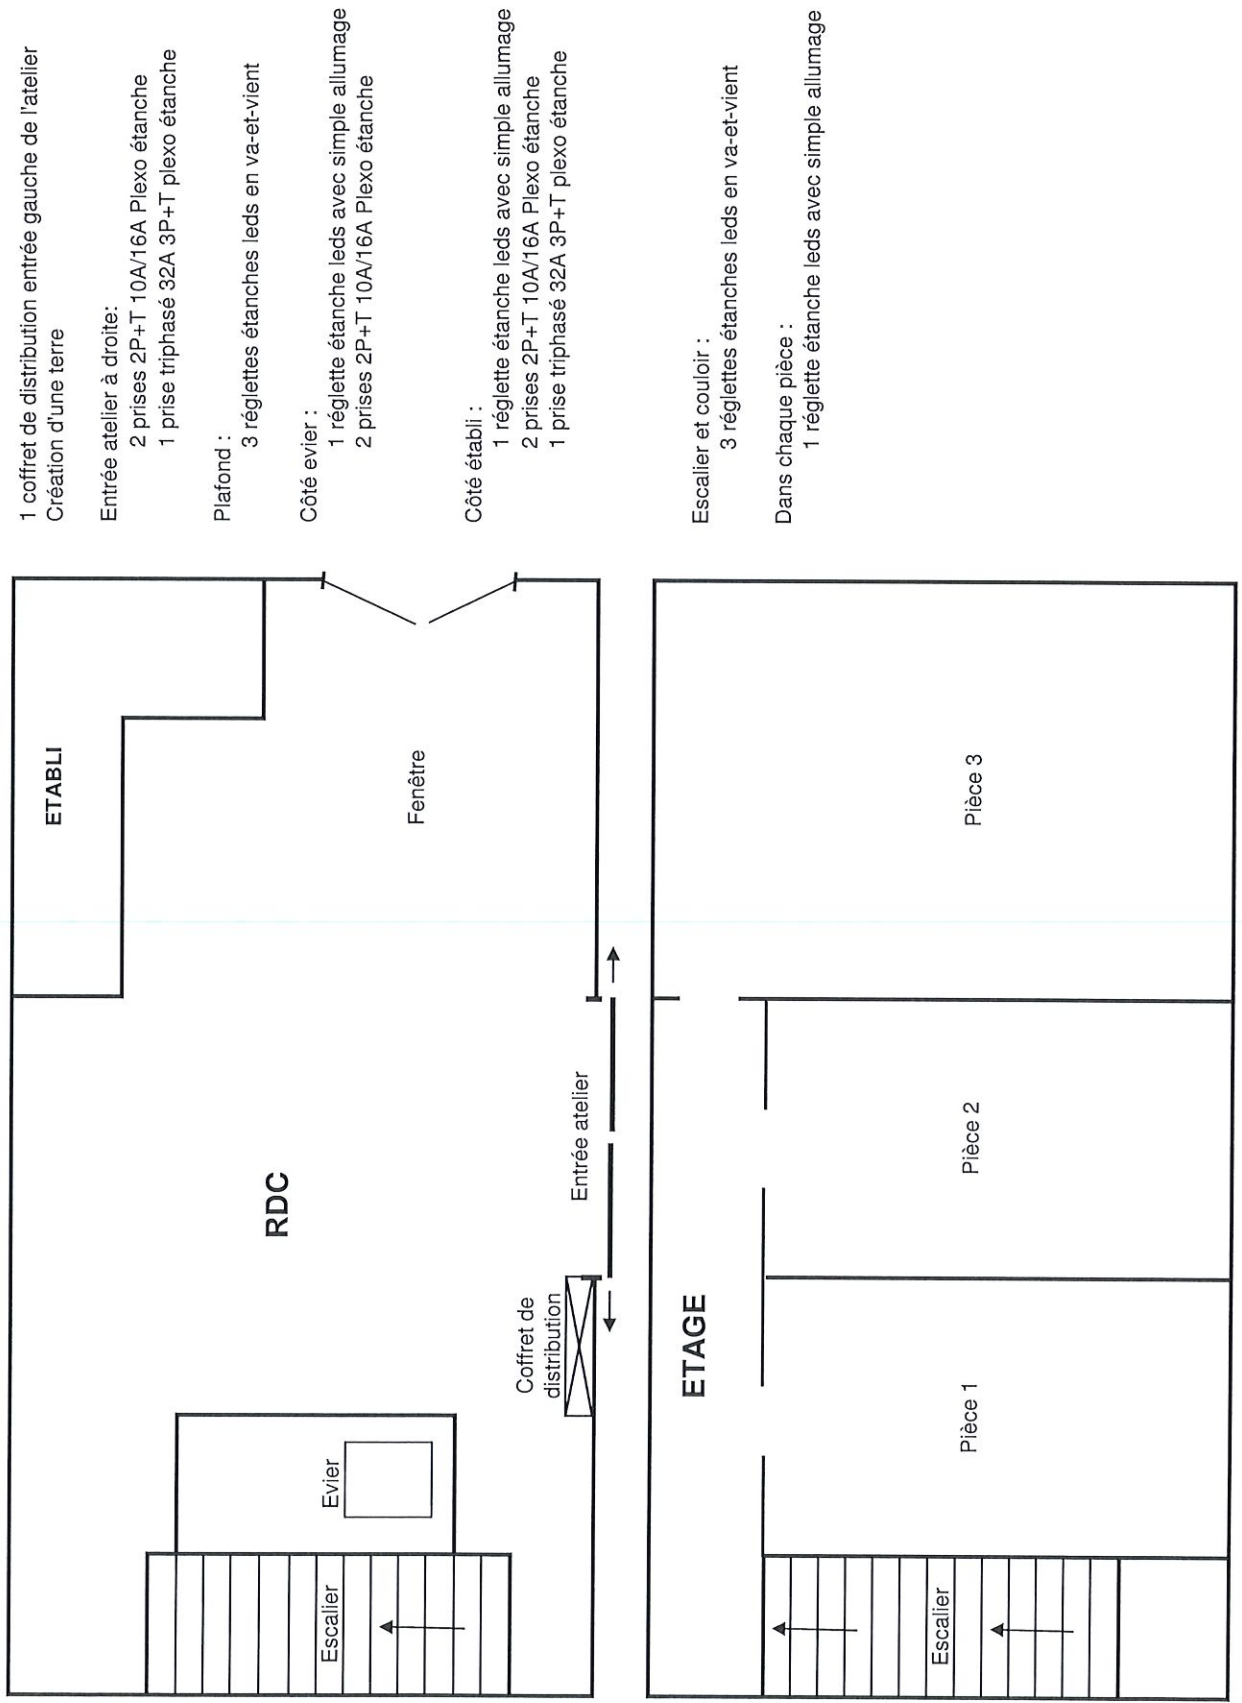 1 coffret de distribution entrée gauche de l'atelier
Création d'une terre
Entrée atelier à droite:
2 prises 2P+T 10A/16A Plexo étanche
1 prise triphasé 32A 3P+T plexo étanche
Plafond :
3 réglettes étanches leds en va-et-vient
Côté evier :
1 réglette étanche leds avec simple allumage
2 prises 2P+T 10A/16A Plexo étanche
Côté établi :
1 réglette étanche leds avec simple allumage
2 prises 2P+T 10A/16A Plexo étanche
1 prise triphasé 32A 3P+T plexo étanche
Escalier et couloir :
3 réglettes étanches leds en va-et-vient
Dans chaque pièce :
1 réglette étanche leds avec simple allumage
ETABLI
Fenêtre
RDC
Entrée atelier
Coffret de
distribution
Evier
Escalier
ETAGE
Pièce 3
Pièce 2
Pièce 1
Escalier